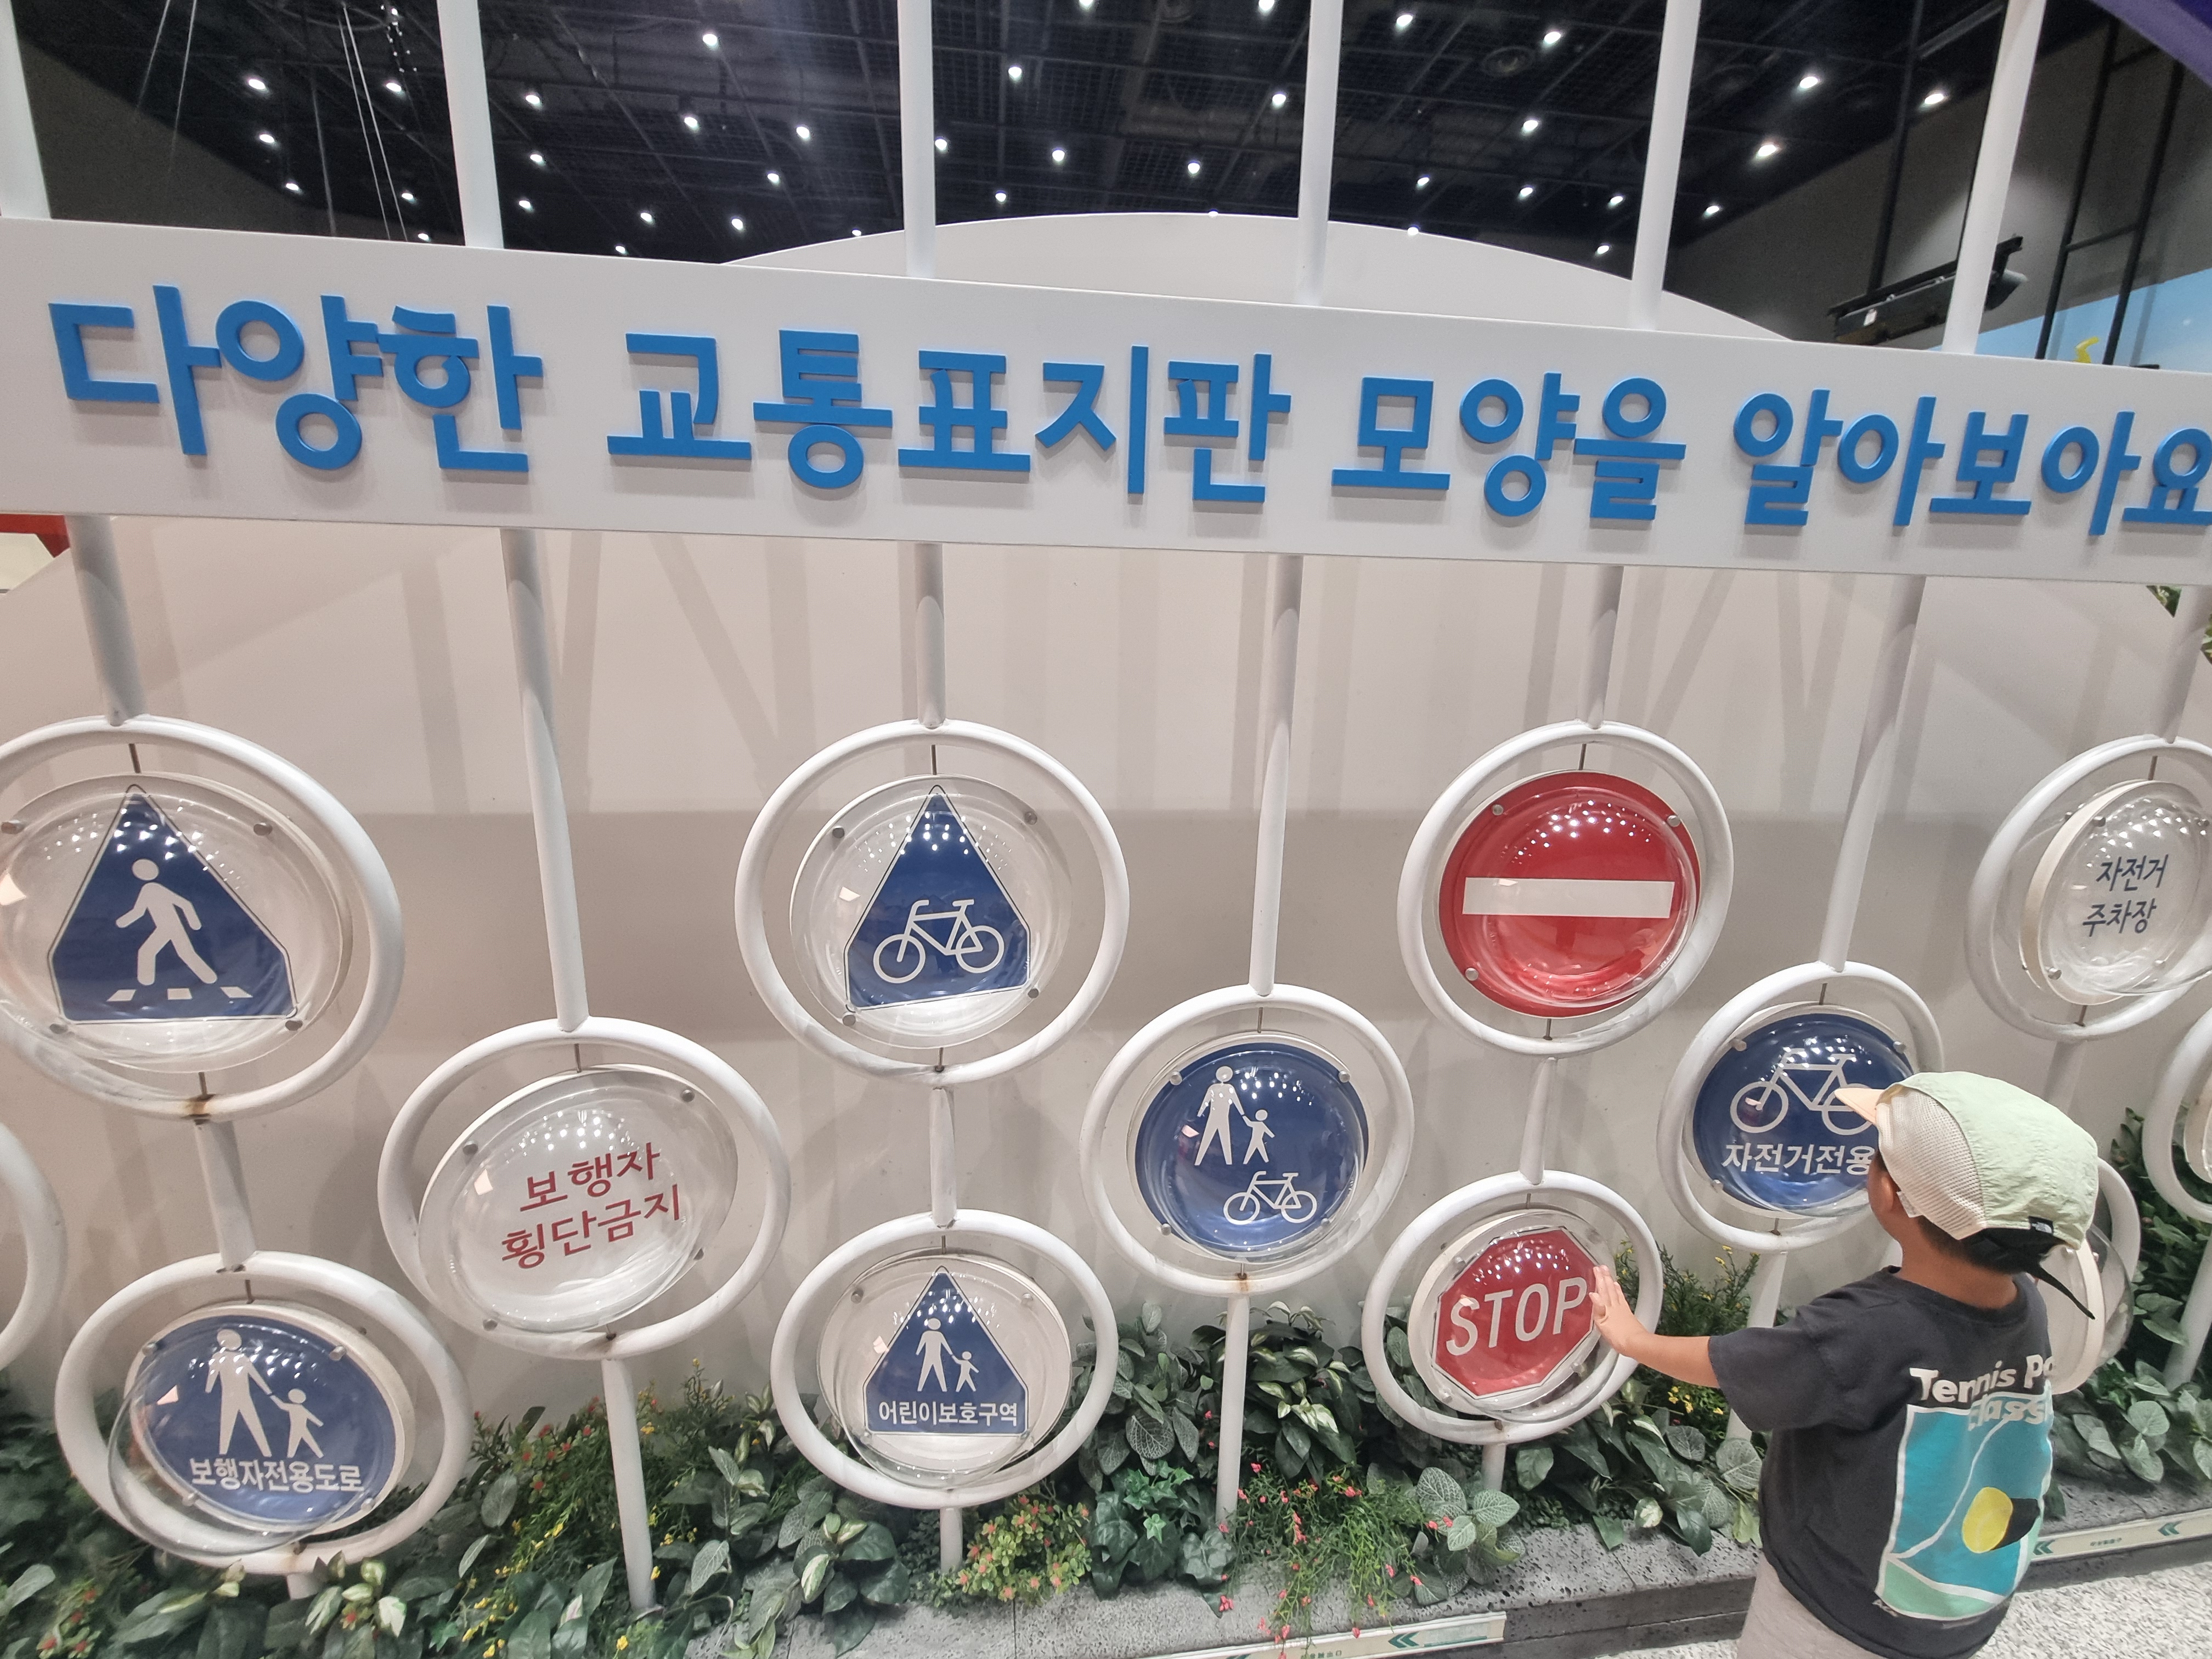 다양한 교통표지판 모양을 알아보아요
자전거
주차장
보행자
횡단금지
자전거전용
STOP
어린이보호구역
보행자전용도로
Tennis